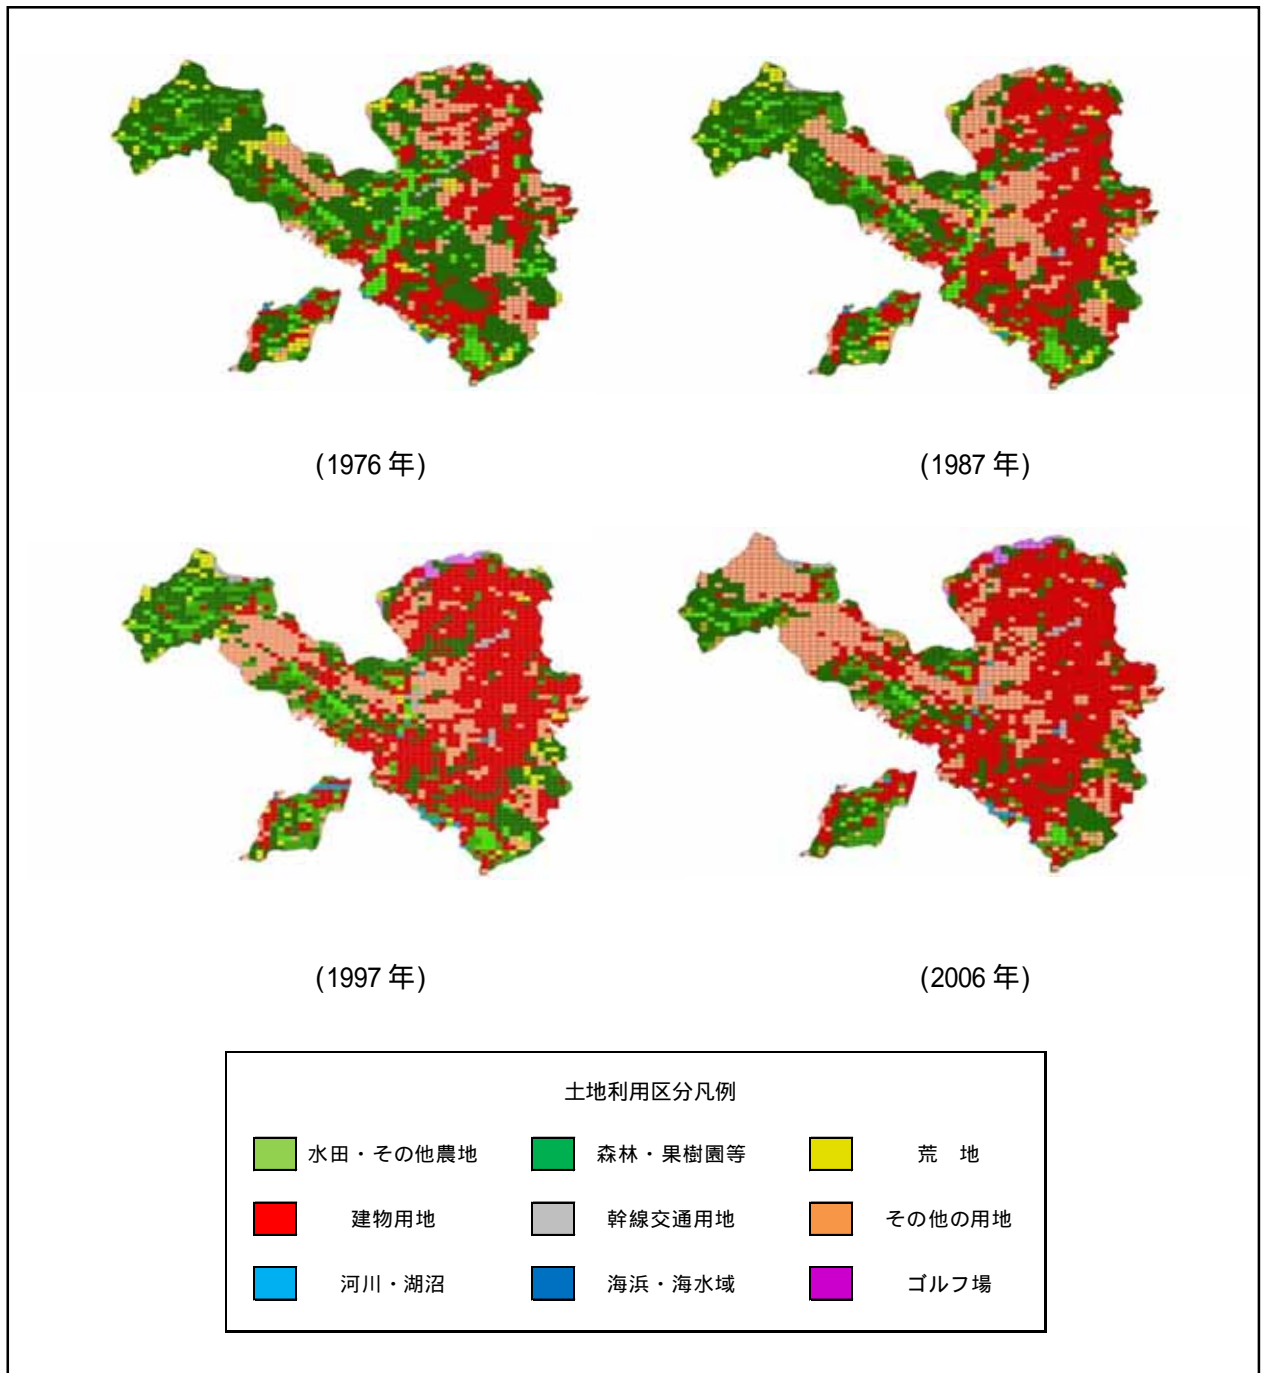 (1976 年)
(1987 年)
(1997 年)
(2006 年)
土地利用区分凡例
水田・その他農地
森林・果樹園等
荒 地
建物用地
幹線交通用地
その他の用地
河川・湖沼
海浜・海水域
ゴルフ場